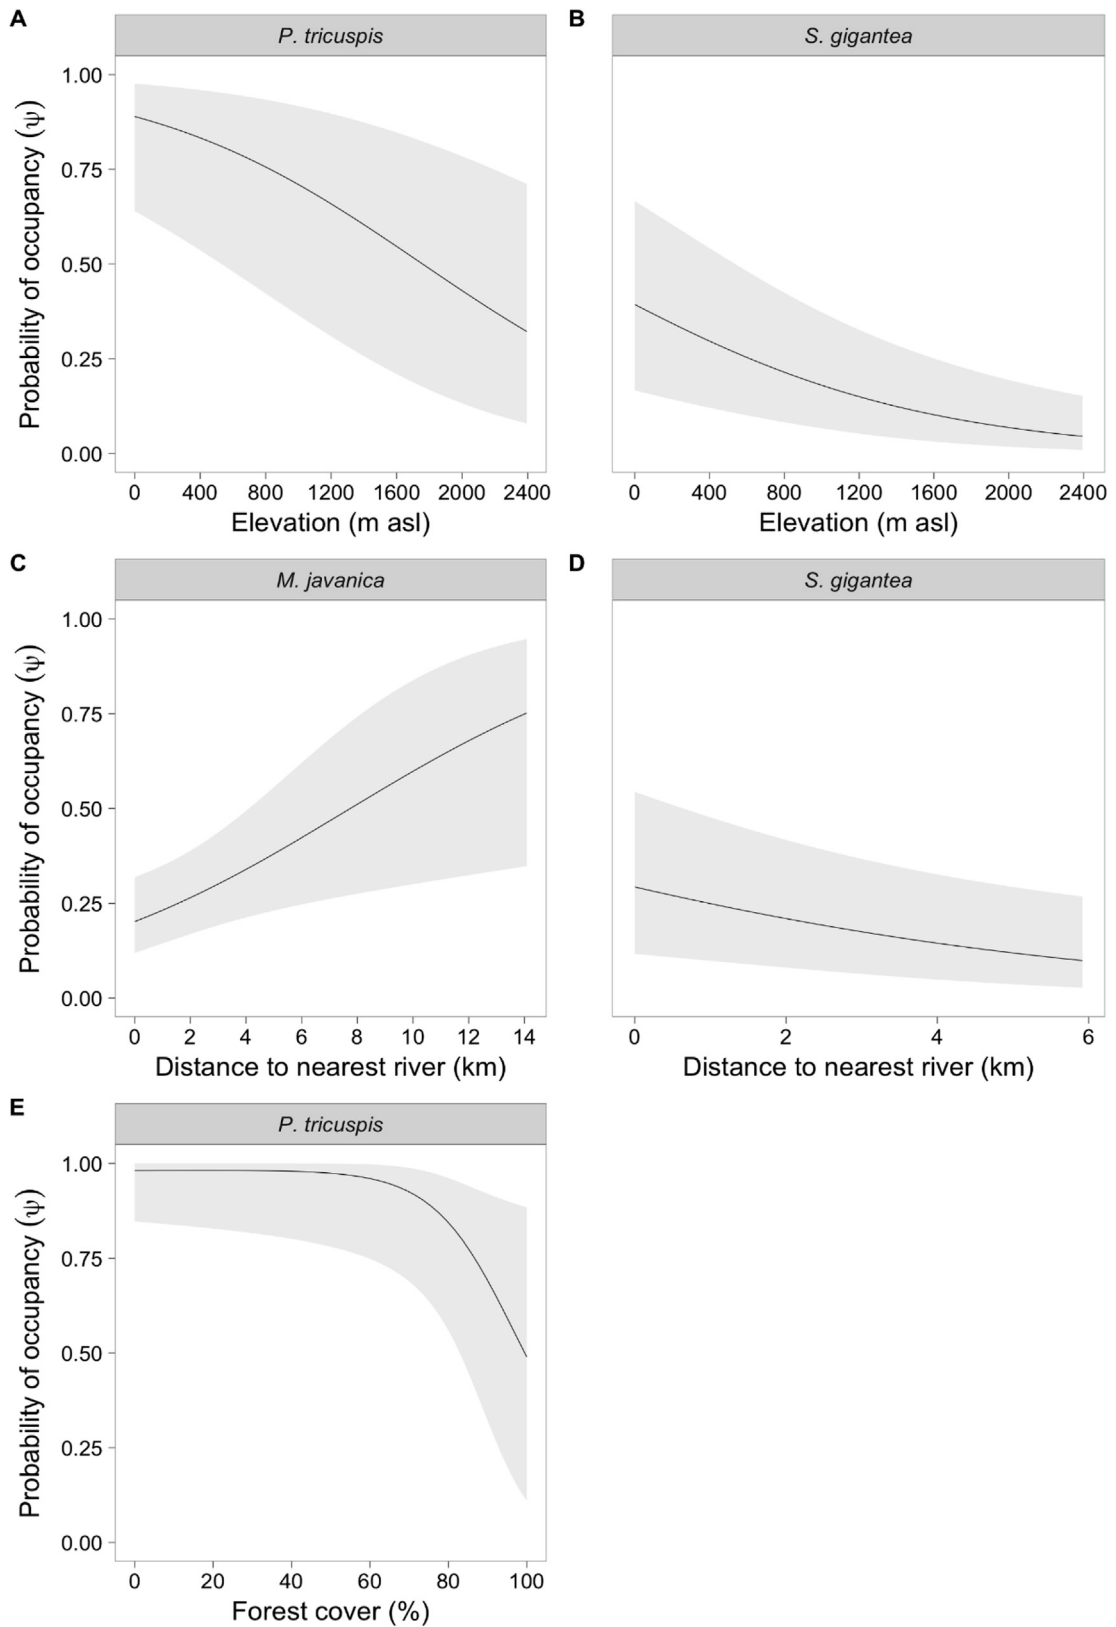 A
P. tricuspis
Probability of occupancy (ψ)
1.00
0.75
0.50
0.25
0.00
0 400 800 1200 1600 2000 2400
Elevation (m asl)
B
S. gigantea
0 400 800 1200 1600 2000 2400
Elevation (m asl)
C
M. javanica
Probability of occupancy (ψ)
1.00
0.75
0.50
0.25
0.00
0 2 4 6 8 10 12 14
Distance to nearest river (km)
D
S. gigantea
0 2 4 6
Distance to nearest river (km)
E
P. tricuspis
Probability of occupancy (ψ)
1.00
0.75
0.50
0.25
0.00
0 20 40 60 80 100
Forest cover (%)